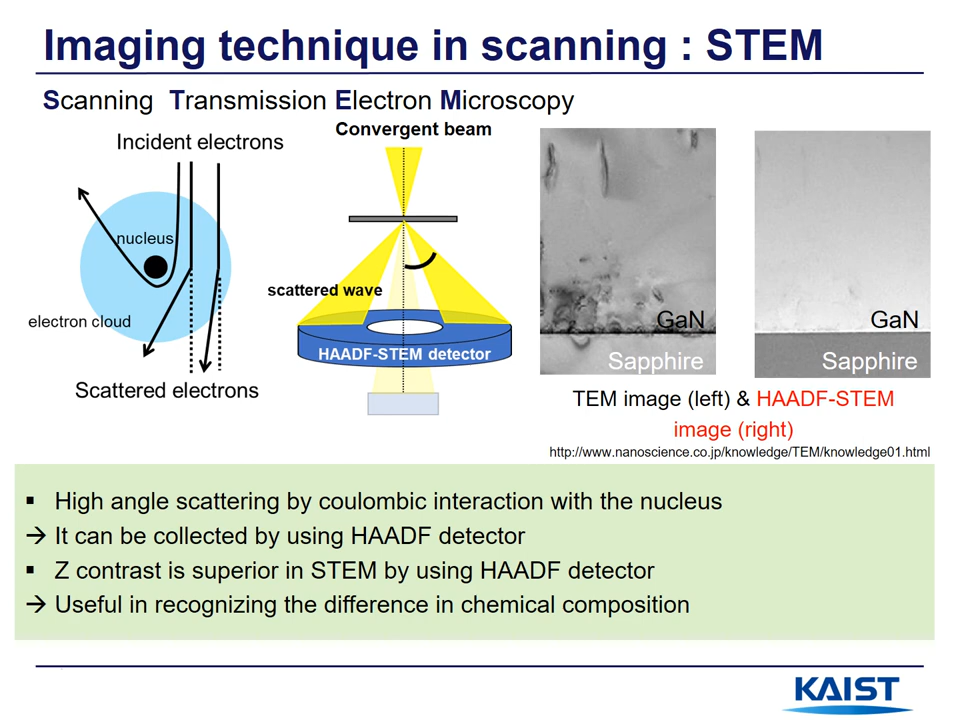 Imaging technique in scanning : STEM
Scanning Transmission Electron Microscopy
Incident electrons
nucleus
electron cloud
Scattered electrons
Convergent beam
scattered wave
HAADF-STEM detector
GaN
Sapphire
GaN
Sapphire
TEM image (left) & HAADF-STEM
image (right)
http://www.nanoscience.co.jp/knowledge/TEM/knowledge01.html
▪ High angle scattering by coulombic interaction with the nucleus
→ It can be collected by using HAADF detector
▪ Z contrast is superior in STEM by using HAADF detector
→ Useful in recognizing the difference in chemical composition
KAIST